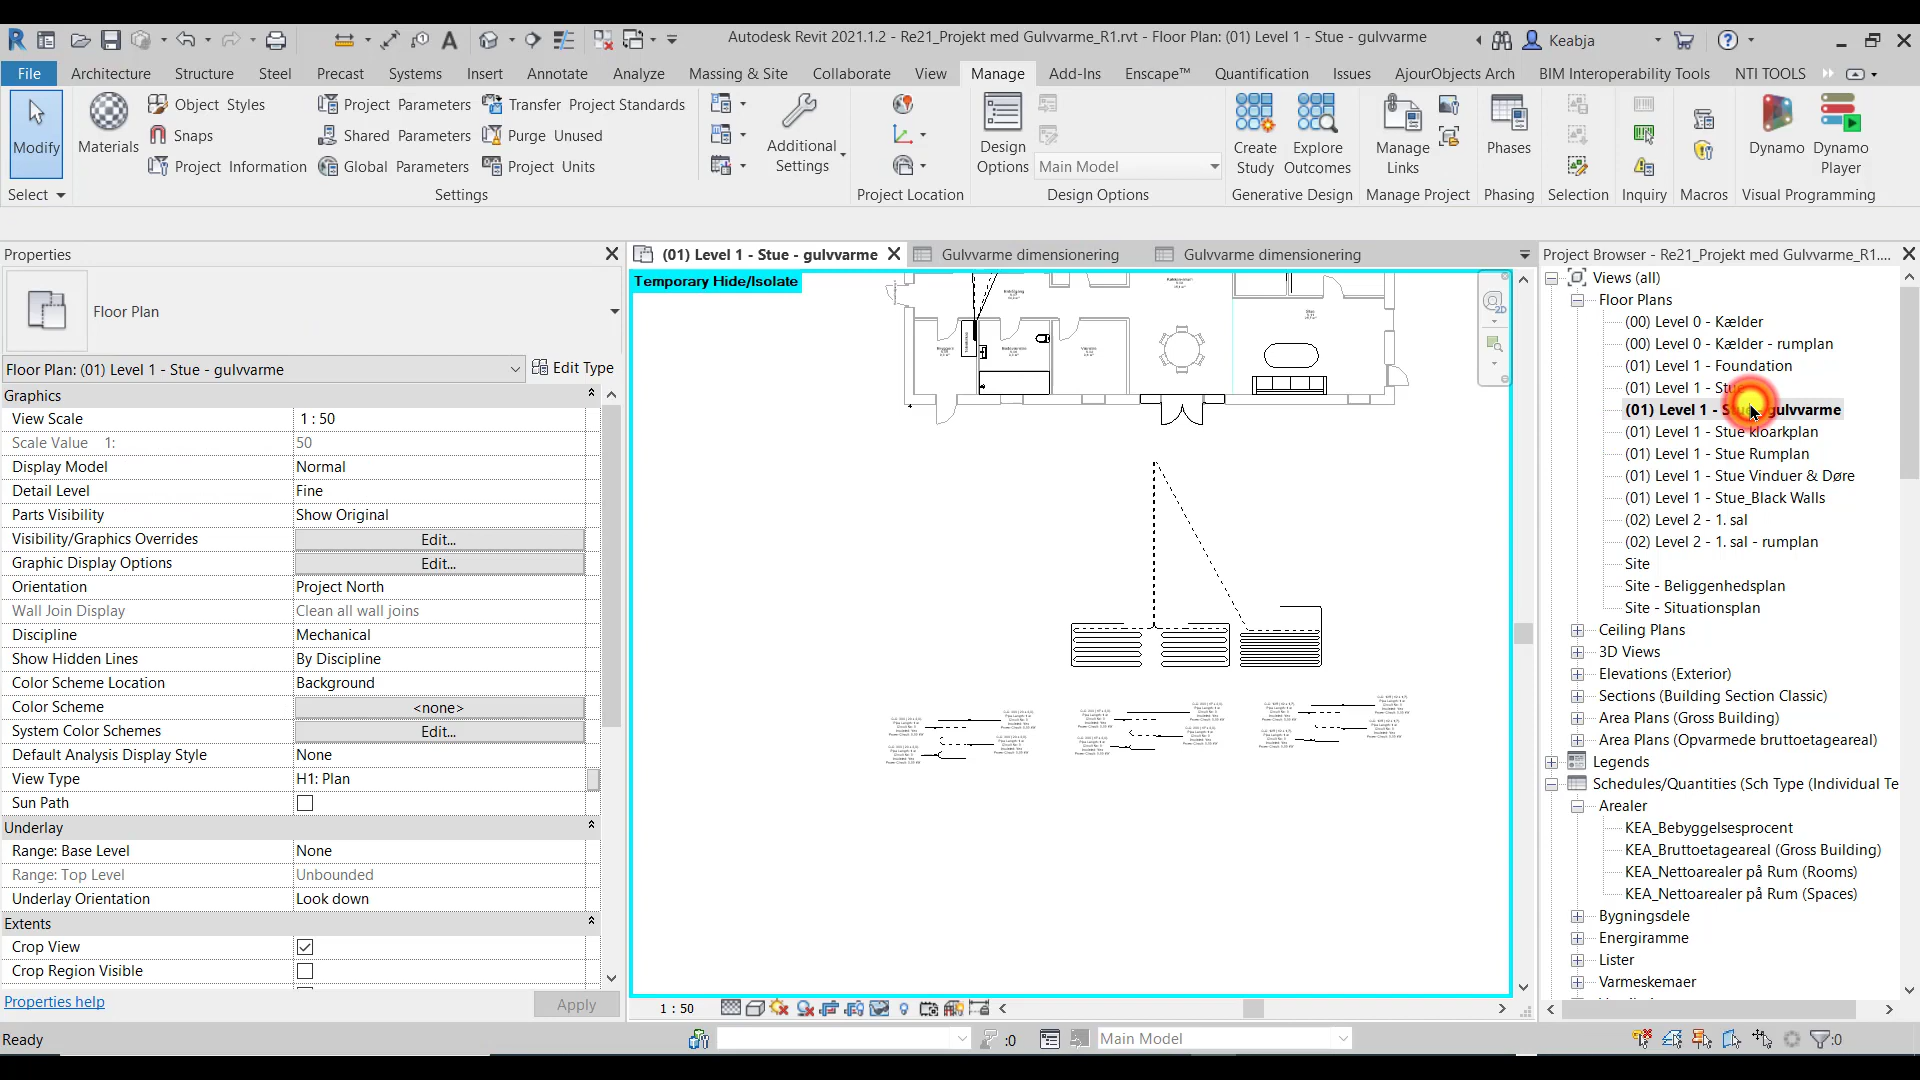 Autodesk Revit 2021.1.2 - Re21_Projekt med Gulvvarme_R1.rvt - Floor Plan: (01) Level 1 - Stue - gulvvarme
Keabja
File Architecture Structure Steel Precast Systems Insert Annotate Analyze Massing & Site Collaborate View Manage Add-Ins Enscape™ Quantification Issues AjourObjects Arch BIM Interoperability Tools NTI TOOLS
Modify
Materials
Object Styles
Snaps
Project Information
Project Parameters
Shared Parameters
Global Parameters
Transfer Project Standards
Purge Unused
Project Units
Additional Settings
Design Options
Main Model
Create Study
Explore Outcomes
Manage Links
Phases
Dynamo
Dynamo Player
Select
Settings
Project Location
Design Options
Generative Design
Manage Project
Phasing
Selection
Inquiry
Macros
Visual Programming
Properties
Floor Plan
Floor Plan: (01) Level 1 - Stue - gulvvarme
Edit Type
Graphics
View Scale 1 : 50
Scale Value 1: 50
Display Model Normal
Detail Level Fine
Parts Visibility Show Original
Visibility/Graphics Overrides Edit...
Graphic Display Options Edit...
Orientation Project North
Wall Join Display Clean all wall joins
Discipline Mechanical
Show Hidden Lines By Discipline
Color Scheme Location Background
Color Scheme <none>
System Color Schemes Edit...
Default Analysis Display Style None
View Type H1: Plan
Sun Path
Underlay
Range: Base Level None
Range: Top Level Unbounded
Underlay Orientation Look down
Extents
Crop View
Crop Region Visible
Properties help
Apply
(01) Level 1 - Stue - gulvvarme
Gulvvarme dimensionering
Gulvvarme dimensionering
Temporary Hide/Isolate
2D
1 : 50
Project Browser - Re21_Projekt med Gulvvarme_R1....
Views (all)
Floor Plans
(00) Level 0 - Kælder
(00) Level 0 - Kælder - rumplan
(01) Level 1 - Foundation
(01) Level 1 - Stue
(01) Level 1 - Stue - gulvvarme
(01) Level 1 - Stue kloarkplan
(01) Level 1 - Stue Rumplan
(01) Level 1 - Stue Vinduer & Døre
(01) Level 1 - Stue_Black Walls
(02) Level 2 - 1. sal
(02) Level 2 - 1. sal - rumplan
Site
Site - Beliggenhedsplan
Site - Situationsplan
Ceiling Plans
3D Views
Elevations (Exterior)
Sections (Building Section Classic)
Area Plans (Gross Building)
Area Plans (Opvarmede bruttoetageareal)
Legends
Schedules/Quantities (Sch Type (Individual Te
Arealer
KEA_Bebyggelsesprocent
KEA_Bruttoetageareal (Gross Building)
KEA_Nettoarealer på Rum (Rooms)
KEA_Nettoarealer på Rum (Spaces)
Bygningsdele
Energiramme
Lister
Varmeskemaer
Ready
:0
Main Model
:0